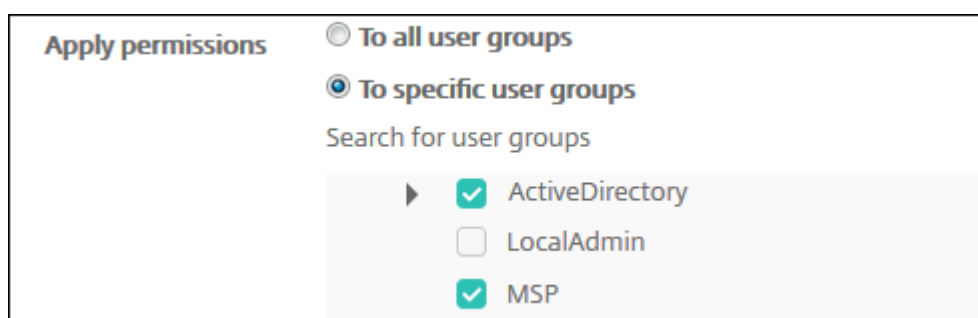 Apply permissions
To all user groups
To specific user groups
Search for user groups
ActiveDirectory
LocalAdmin
MSP